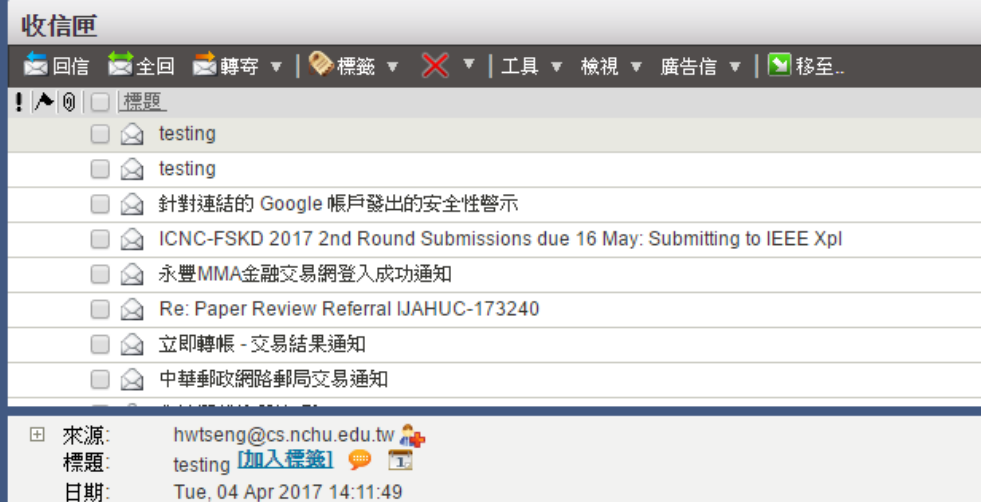 收信匣
回信 全回 轉寄 ▼ | 標籤 ▼ ▼ | 工具 ▼ 檢視 ▼ 廣告信 ▼ | 移至..
標題
testing
testing
針對連結的 Google 帳戶發出的安全性警示
ICNC-FSKD 2017 2nd Round Submissions due 16 May: Submitting to IEEE Xpl
永豐MMA金融交易網登入成功通知
Re: Paper Review Referral IJAHUC-173240
立即轉帳 - 交易結果通知
中華郵政網路郵局交易通知
來源: hwtseng@cs.nchu.edu.tw
標題: testing [加入標籤]
日期: Tue, 04 Apr 2017 14:11:49